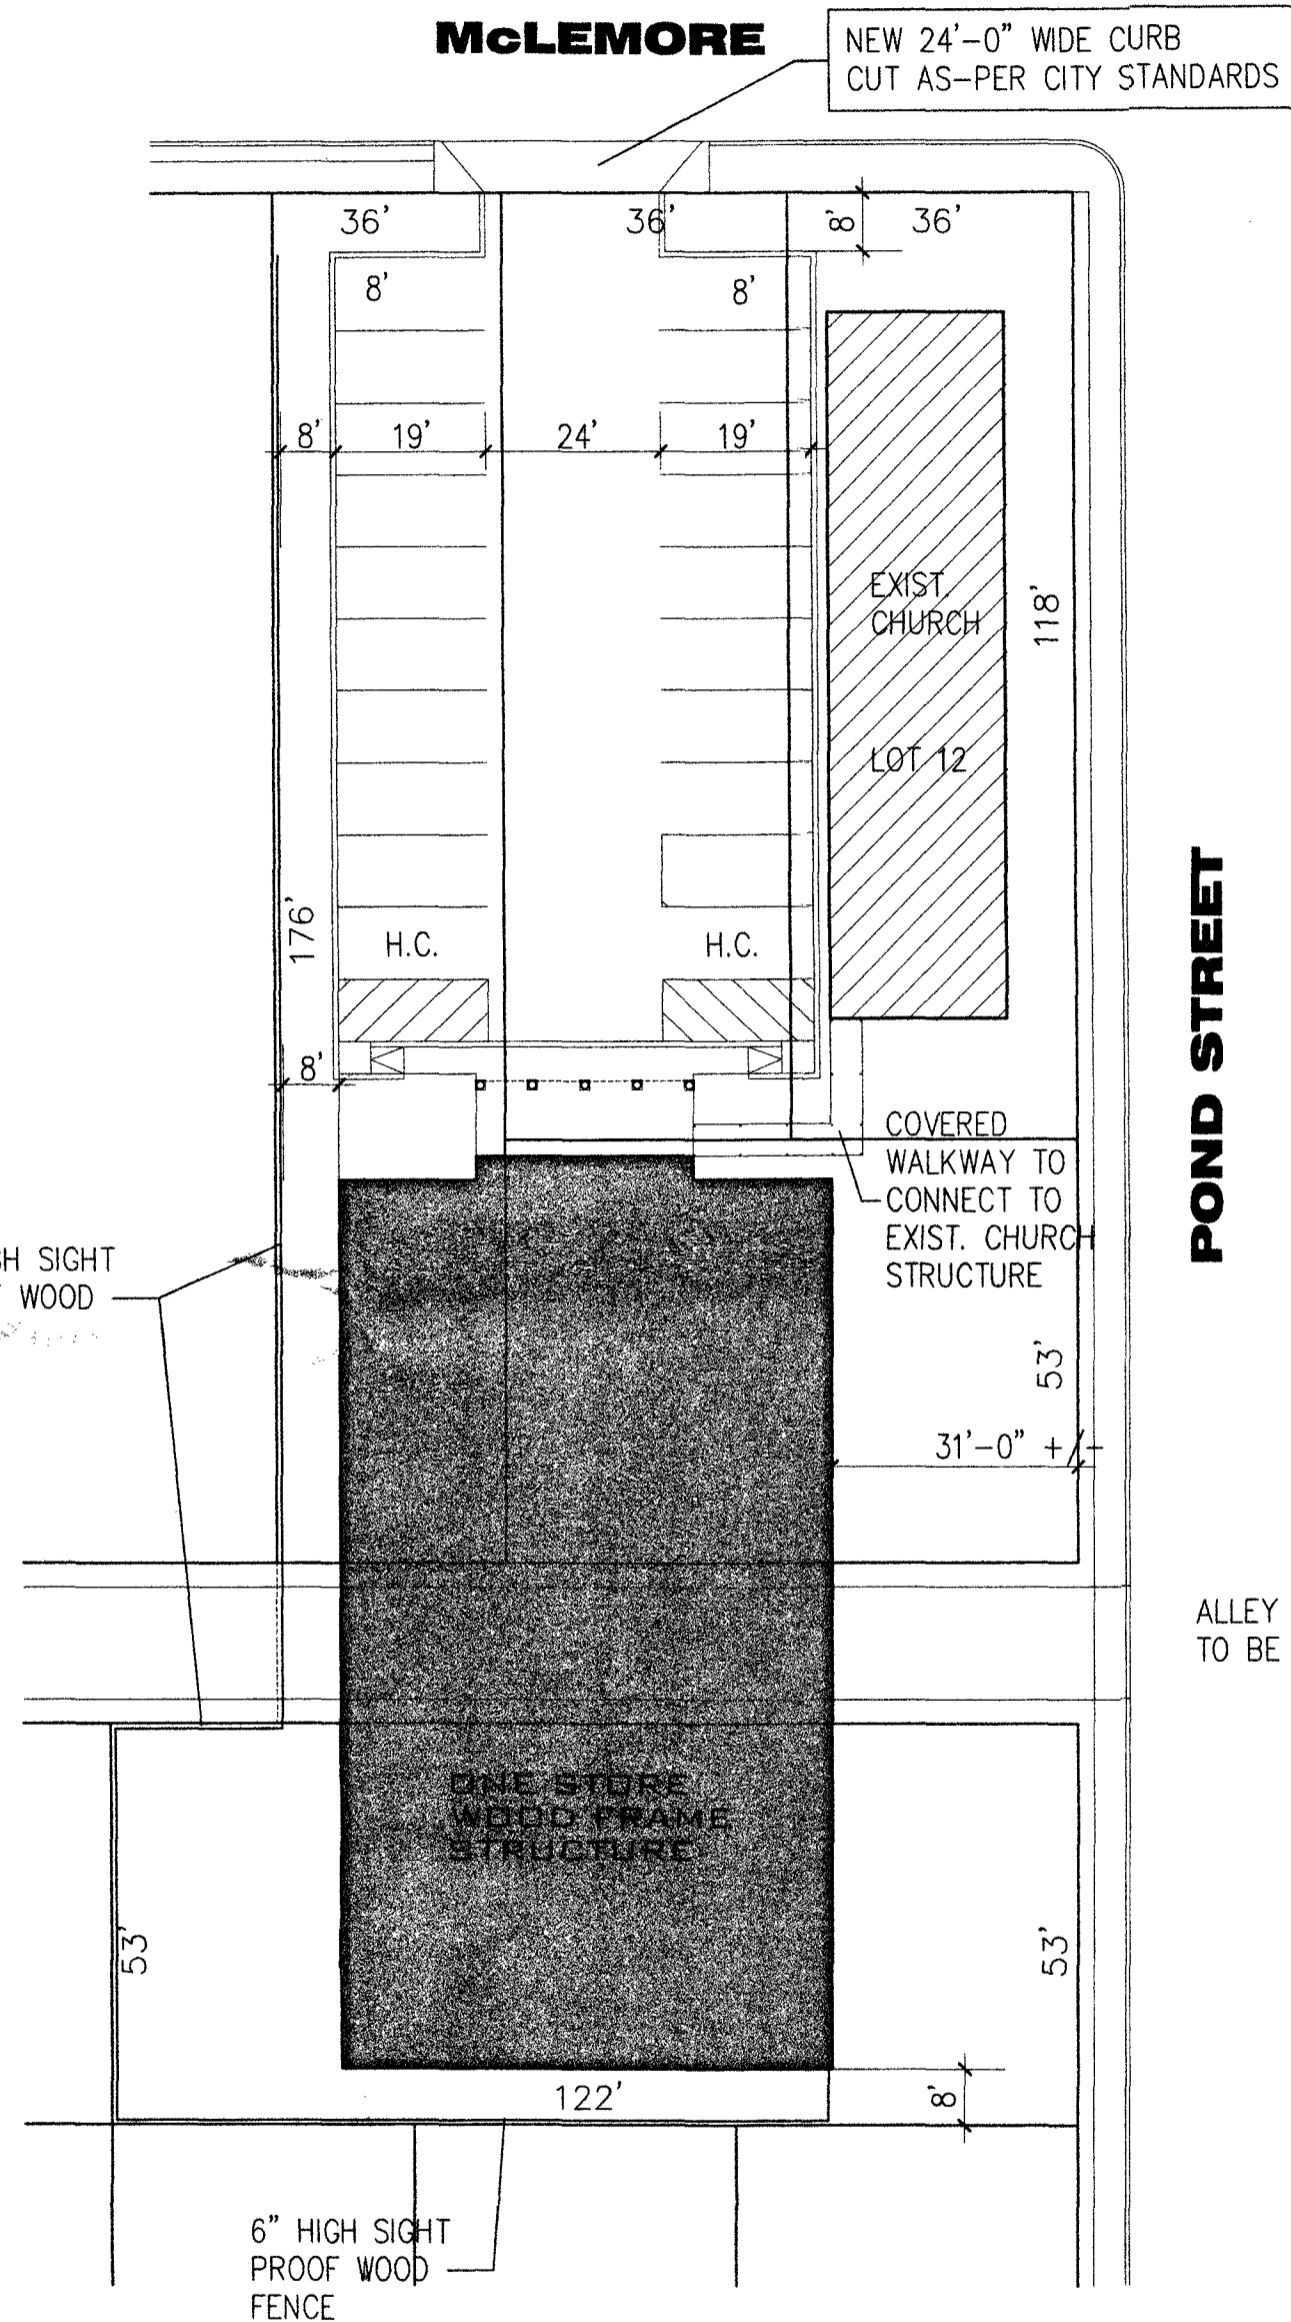 McLEMORE
NEW 24'-0" WIDE CURB
CUT AS-PER CITY STANDARDS
36'
36'
8'
36'
8'
8'
8'
19'
24'
19'
EXIST.
CHURCH
118'
LOT 12
176'
H.C.
H.C.
POND STREET
8'
COVERED
WALKWAY TO
CONNECT TO
EXIST. CHURCH
STRUCTURE
SIGHT
WOOD
53'
31'-0" +/-
ALLEY
TO BE
ONE STORE
WOOD FRAME
STRUCTURE
53'
53'
122'
8'
6" HIGH SIGHT
PROOF WOOD
FENCE